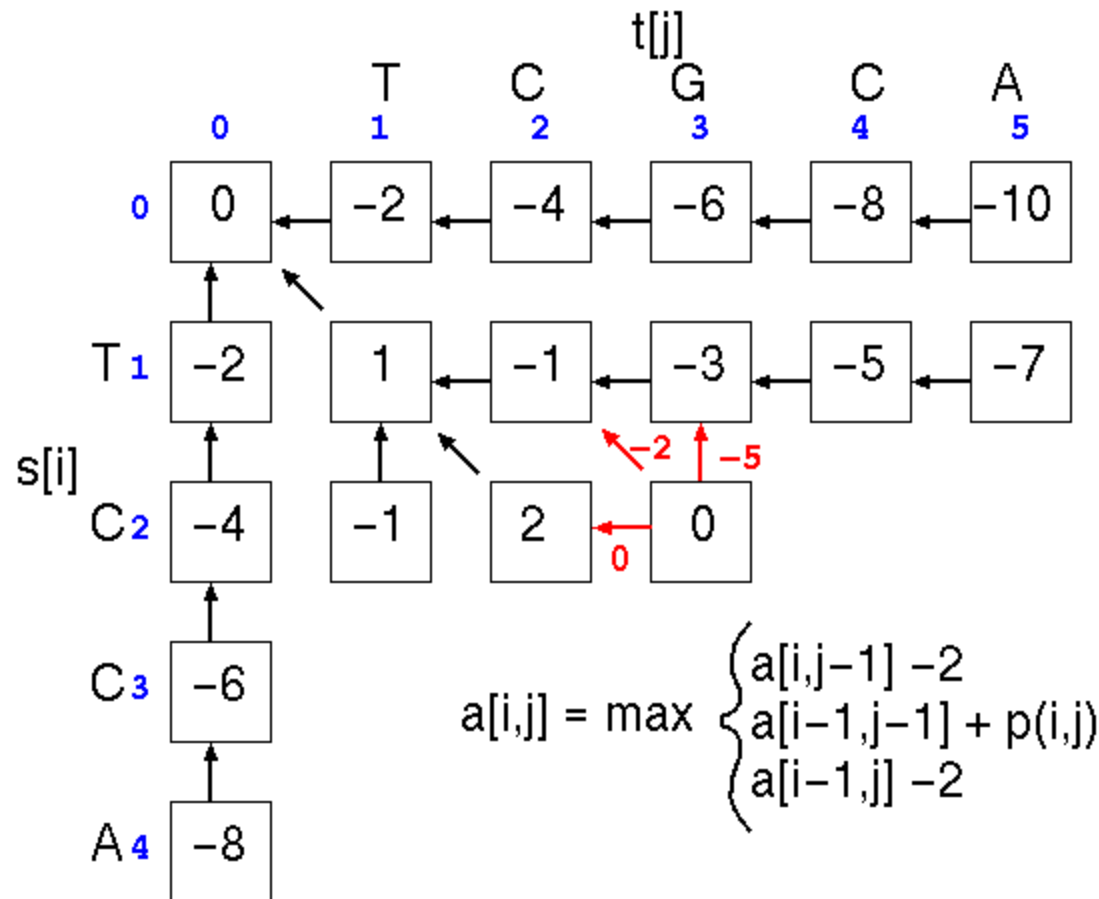 t[j]
T C G C A
0 1 2 3 4 5
0 0 −2 −4 −6 −8 −10
T 1 −2 1 −1 −3 −5 −7
−2 −5
s[i]
C 2 −4 −1 2 0
0
C 3 −6
a[i,j] = max
a[i,j−1] −2
a[i−1,j−1] + p(i,j)
a[i−1,j] −2
A 4 −8